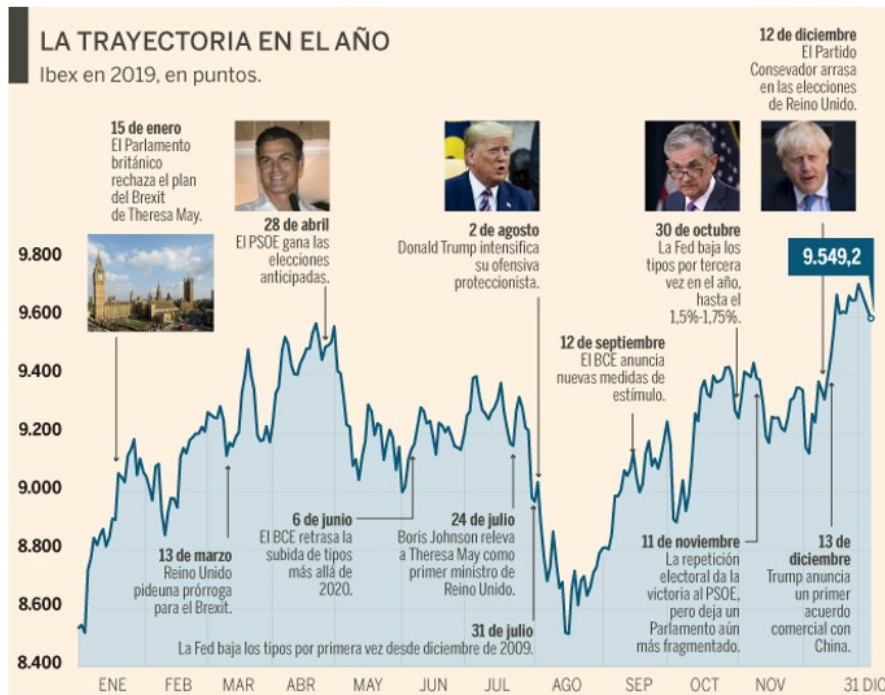 LA TRAYECTORIA EN EL AÑO
Ibex en 2019, en puntos.
15 de enero
El Parlamento
británico
rechaza el plan
del Brexit
de Theresa May.
28 de abril
El PSOE gana las
elecciones
anticipadas.
2 de agosto
Donald Trump intensifica
su ofensiva
proteccionista.
30 de octubre
La Fed baja los
tipos por tercera
vez en el año,
hasta el
1,5%-1,75%.
12 de diciembre
El Partido
Consevador arrasa
en las elecciones
de Reino Unido.
9.549,2
12 de septiembre
El BCE anuncia
nuevas medidas de
estímulo.
13 de marzo
Reino Unido
pideuna prórroga
para el Brexit.
6 de junio
El BCE retrasa la
subida de tipos
más allá de
2020.
24 de julio
Boris Johnson releva
a Theresa May como
primer ministro de
Reino Unido.
31 de julio
La Fed baja los tipos por primera vez desde diciembre de 2009.
11 de noviembre
La repetición
electoral da la
victoria al PSOE,
pero deja un
Parlamento aún
más fragmentado.
13 de
diciembre
Trump anuncia
un primer
acuerdo
comercial con
China.
9.800
9.600
9.400
9.200
9.000
8.800
8.600
8.400
ENE FEB MAR ABR MAY JUN JUL AGO SEP OCT NOV 31 DIC